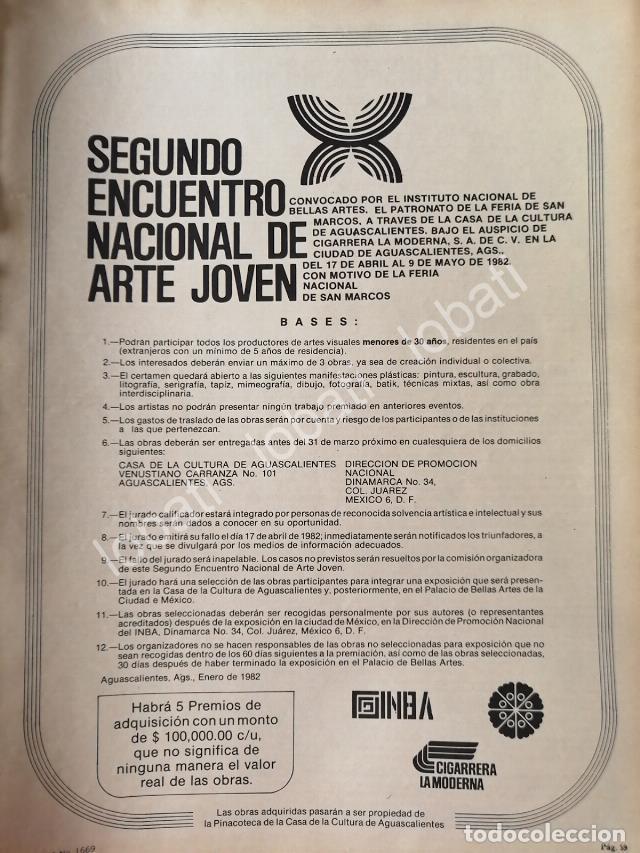 SEGUNDO
ENCUENTRO
NACIONAL DE
ARTE JOVEN
CONVOCADO POR EL INSTITUTO NACIONAL DE
BELLAS ARTES. EL PATRONATO DE LA FERIA DE SAN
MARCOS, A TRAVES DE LA CASA DE LA CULTURA
DE AGUASCALIENTES. BAJO EL AUSPICIO DE
CIGARRERA LA MODERNA, S. A. DE C. V. EN LA
CIUDAD DE AGUASCALIENTES, AGS.,
DEL 17 DE ABRIL AL 9 DE MAYO DE 1982.
CON MOTIVO DE LA FERIA
NACIONAL
DE SAN MARCOS
BASES:
1.—Podrán participar todos los productores de artes visuales menores de 30 años, residentes en el país
(extranjeros con un mínimo de 5 años de residencia).
2.—Los interesados deberán enviar un máximo de 3 obras, ya sea de creación individual o colectiva.
3.—El certamen quedará abierto a las siguientes manifestaciones plásticas: pintura, escultura, grabado,
litografía, serigrafía, tapiz, mimeografía, dibujo, fotografía, batik, técnicas mixtas, así como obra
interdisciplinaria.
4.—Los artistas no podrán presentar ningún trabajo premiado en anteriores eventos.
5.—Los gastos de traslado de las obras serán por cuenta y riesgo de los participantes o de las instituciones
a las que pertenezcan.
6.—Las obras deberán ser entregadas antes del 31 de marzo próximo en cualesquiera de los domicilios
siguientes:
CASA DE LA CULTURA DE AGUASCALIENTES
VENUSTIANO CARRANZA No. 101
AGUASCALIENTES, AGS.
DIRECCION DE PROMOCION
NACIONAL
DINAMARCA No. 34,
COL. JUAREZ
MEXICO 6, D. F.
7.—El jurado calificador estará integrado por personas de reconocida solvencia artística e intelectual y sus
nombres serán dados a conocer en su oportunidad.
8.—El jurado emitirá su fallo el día 17 de abril de 1982; inmediatamente serán notificados los triunfadores, a
la vez que se divulgará por los medios de información adecuados.
9.—El fallo del jurado será inapelable. Los casos no previstos serán resueltos por la comisión organizadora
de este Segundo Encuentro Nacional de Arte Joven.
10.—El jurado hará una selección de las obras participantes para integrar una exposición que será presen-
tada en la Casa de la Cultura de Aguascalientes y, posteriormente, en el Palacio de Bellas Artes de la
Ciudad e México.
11.—Las obras seleccionadas deberán ser recogidas personalmente por sus autores (o representantes
acreditados) después de la exposición en la ciudad de México, en la Dirección de Promoción Nacional
del INBA, Dinamarca No. 34, Col. Juárez, México 6, D. F.
12.—Los organizadores no se hacen responsables de las obras no seleccionadas para exposición que no
sean recogidas dentro de los 60 días siguientes a la premiación, así como de las obras seleccionadas,
30 días después de haber terminado la exposición en el Palacio de Bellas Artes.
Aguascalientes, Ags., Enero de 1982
Habrá 5 Premios de
adquisición con un monto
de $ 100,000.00 c/u,
que no significa de
ninguna manera el valor
real de las obras.
INBA
CIGARRERA
LA MODERNA
Las obras adquiridas pasarán a ser propiedad de
la Pinacoteca de la Casa de la Cultura de Aguascalientes
1669
Pág. 59
lobati - lobati - lobati
todocoleccion.net